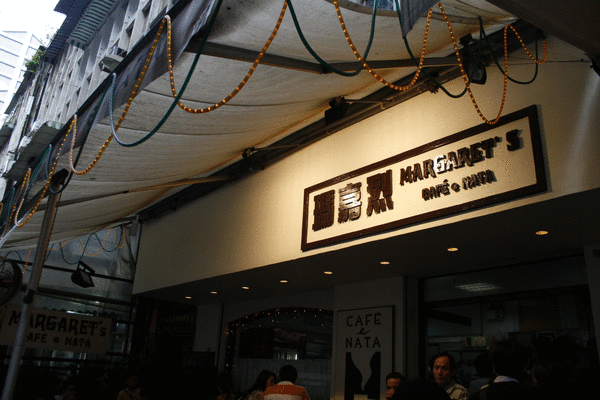 瑪嘉烈
MARGARET'S
CAFÉ e NATA
MARGARET'S
CAFE e NATA
CAFÉ
e
NATA